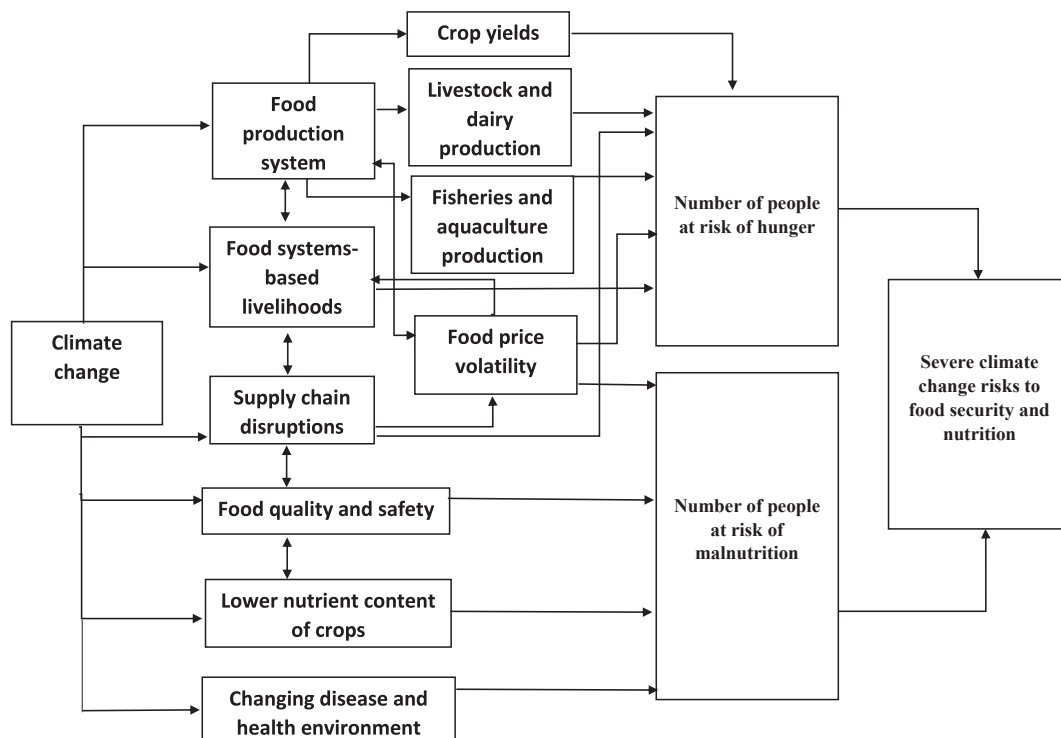 Crop yields
Food
production
system
Livestock and
dairy
production
Fisheries and
aquaculture
production
Number of people
at risk of hunger
Food systems-
based
livelihoods
Climate
change
Food price
volatility
Severe climate
change risks to
food security and
nutrition
Supply chain
disruptions
Food quality and safety
Number of people
at risk of
malnutrition
Lower nutrient content
of crops
Changing disease and
health environment